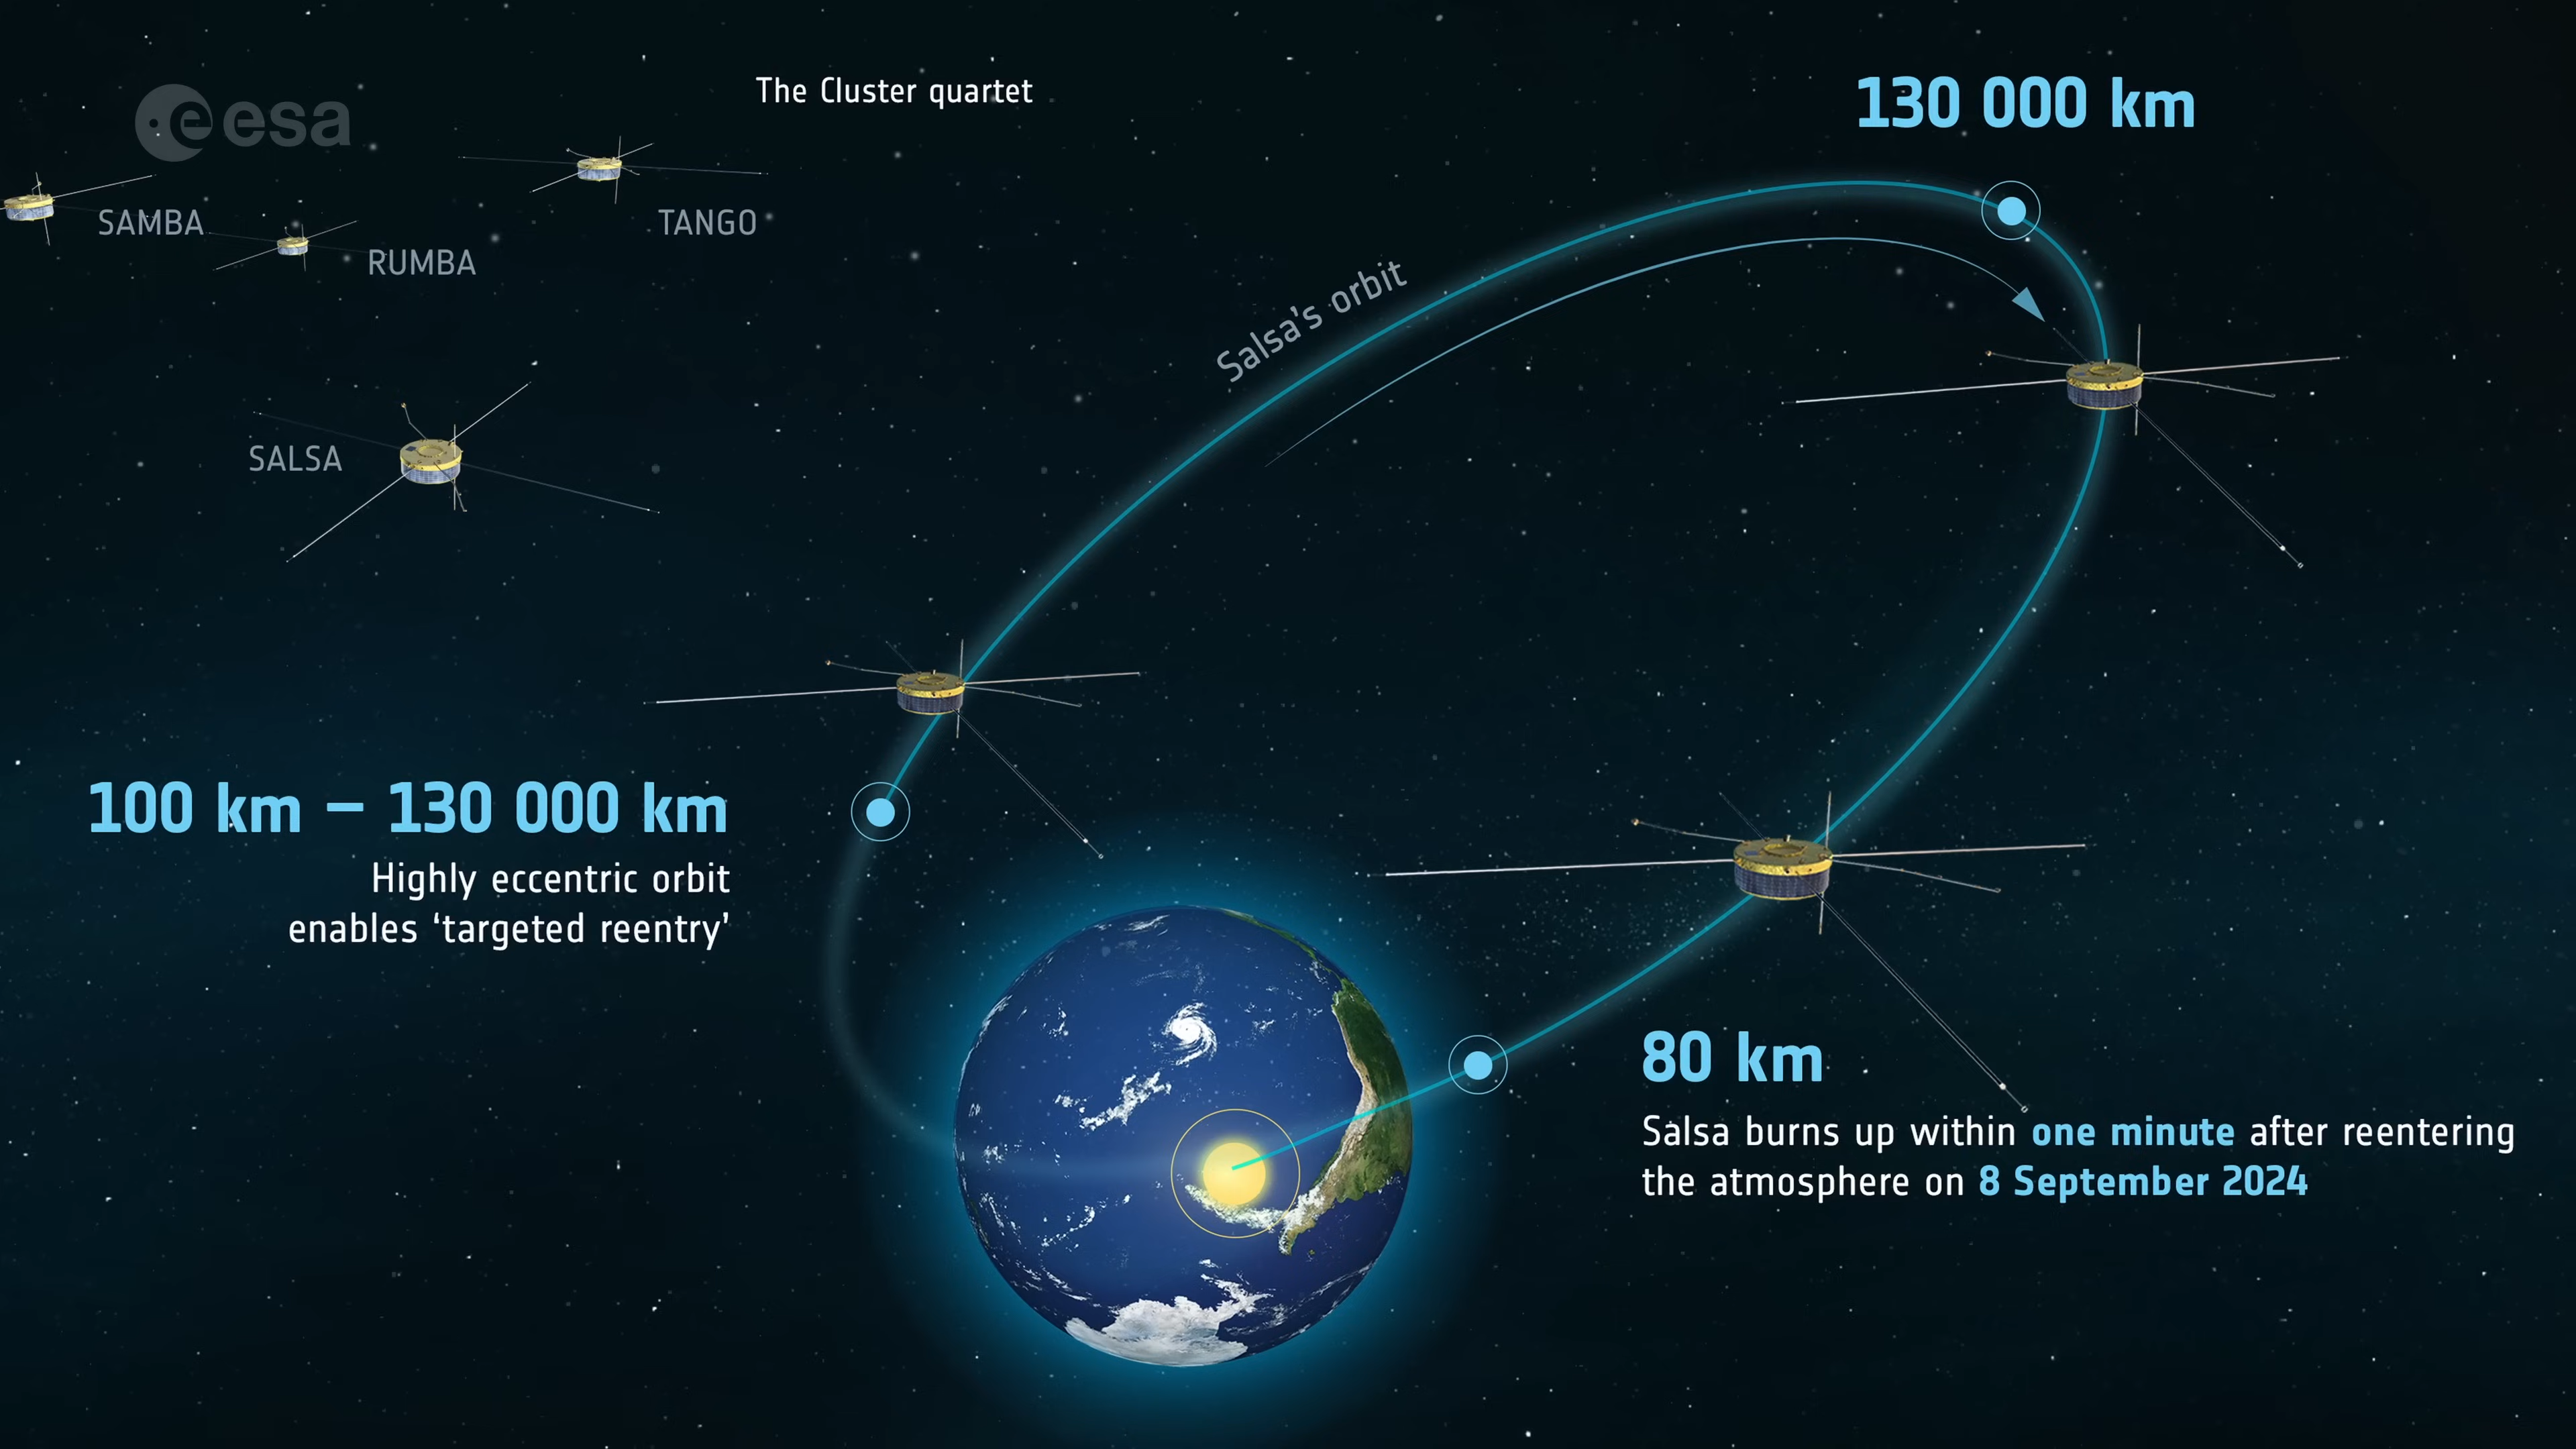 esa
The Cluster quartet
130 000 km
SAMBA
RUMBA
TANGO
SALSA
Salsa's orbit
100 km – 130 000 km
Highly eccentric orbit
enables ‘targeted reentry’
80 km
Salsa burns up within one minute after reentering
the atmosphere on 8 September 2024